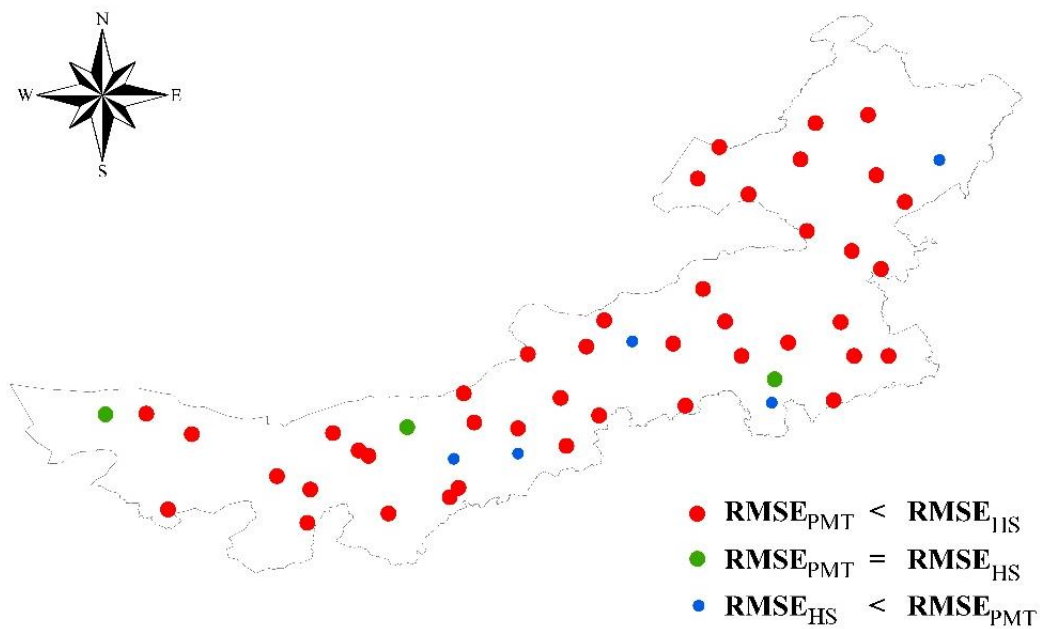 N
W E
S
RMSE_PMT < RMSE_HS
RMSE_PMT = RMSE_HS
RMSE_HS < RMSE_PMT